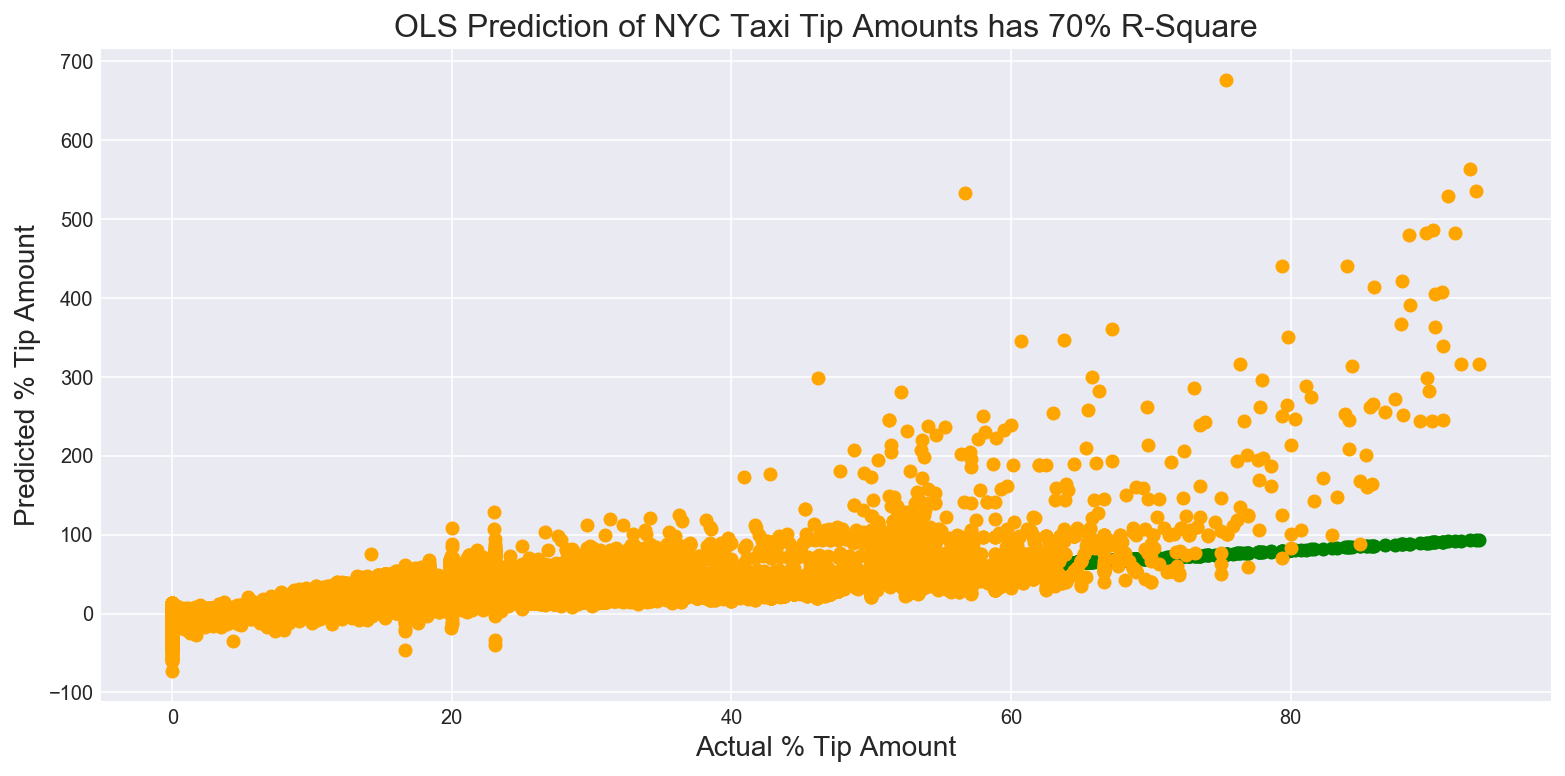 OLS Prediction of NYC Taxi Tip Amounts has 70% R-Square
700
600
500
400
300
200
100
0
−100
Predicted % Tip Amount
0 20 40 60 80
Actual % Tip Amount